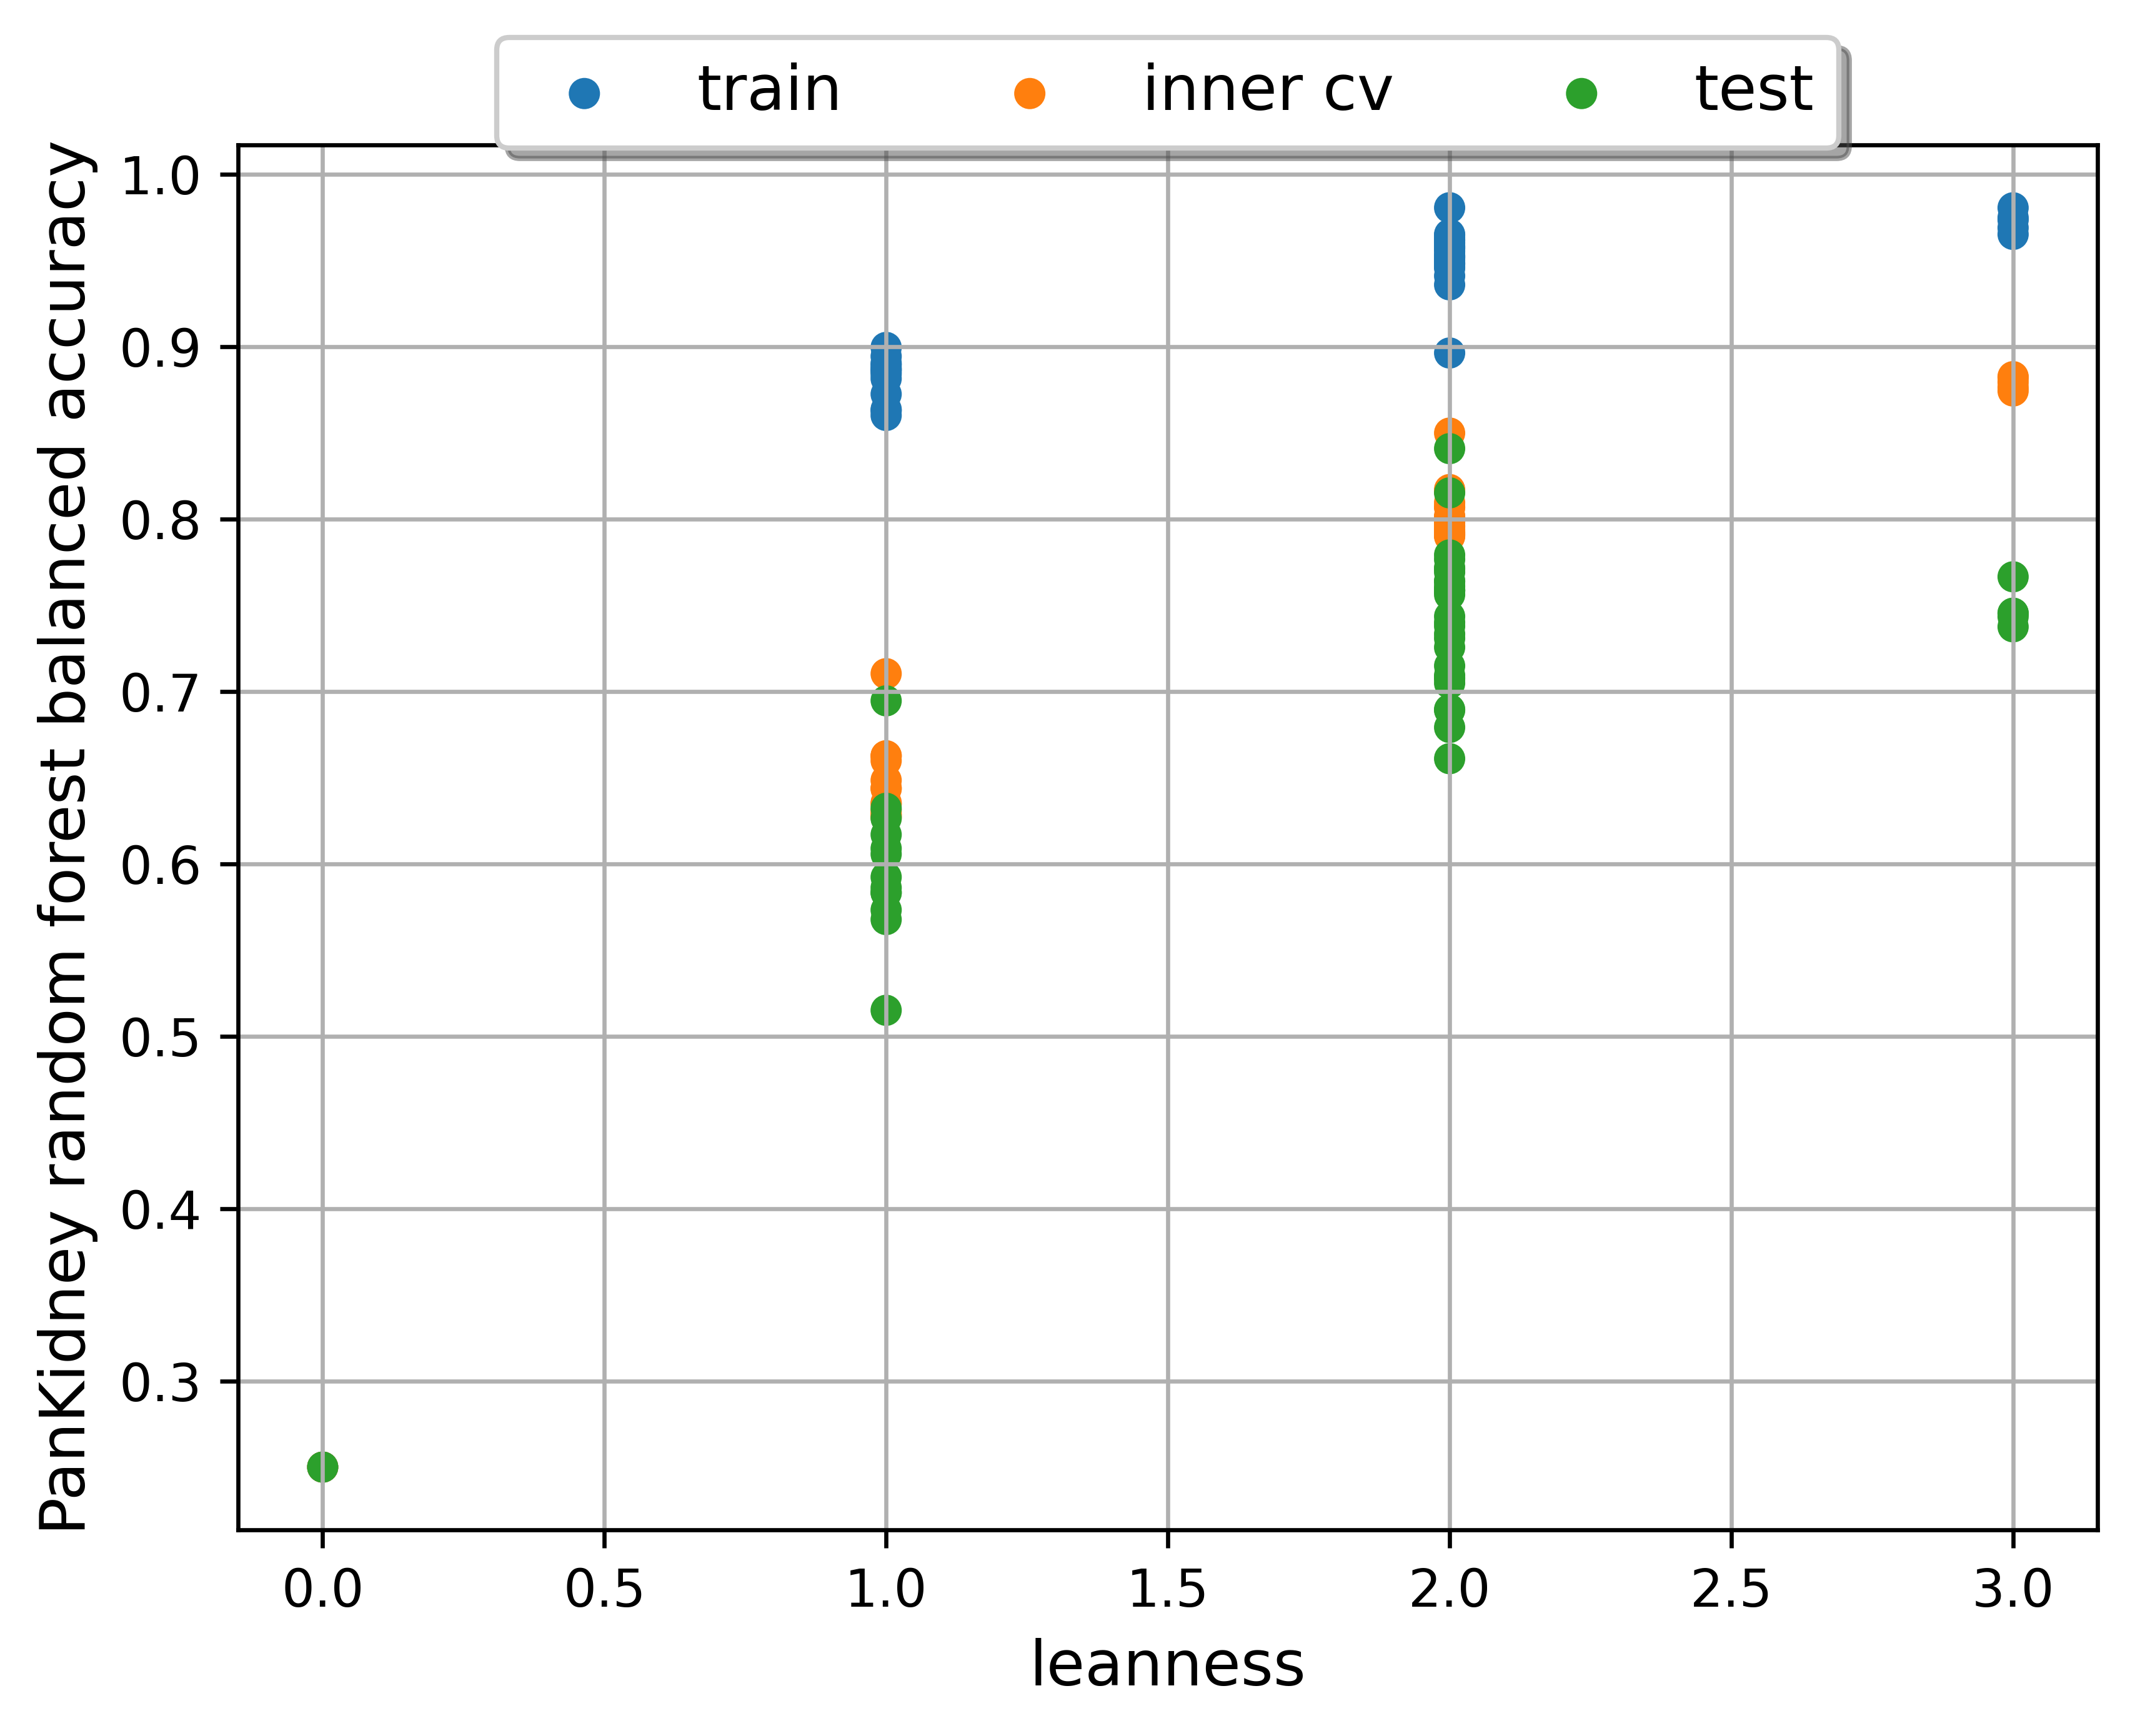 train inner cv test
PanKidney random forest balanced accuracy
1.0
0.9
0.8
0.7
0.6
0.5
0.4
0.3
0.0 0.5 1.0 1.5 2.0 2.5 3.0
leanness